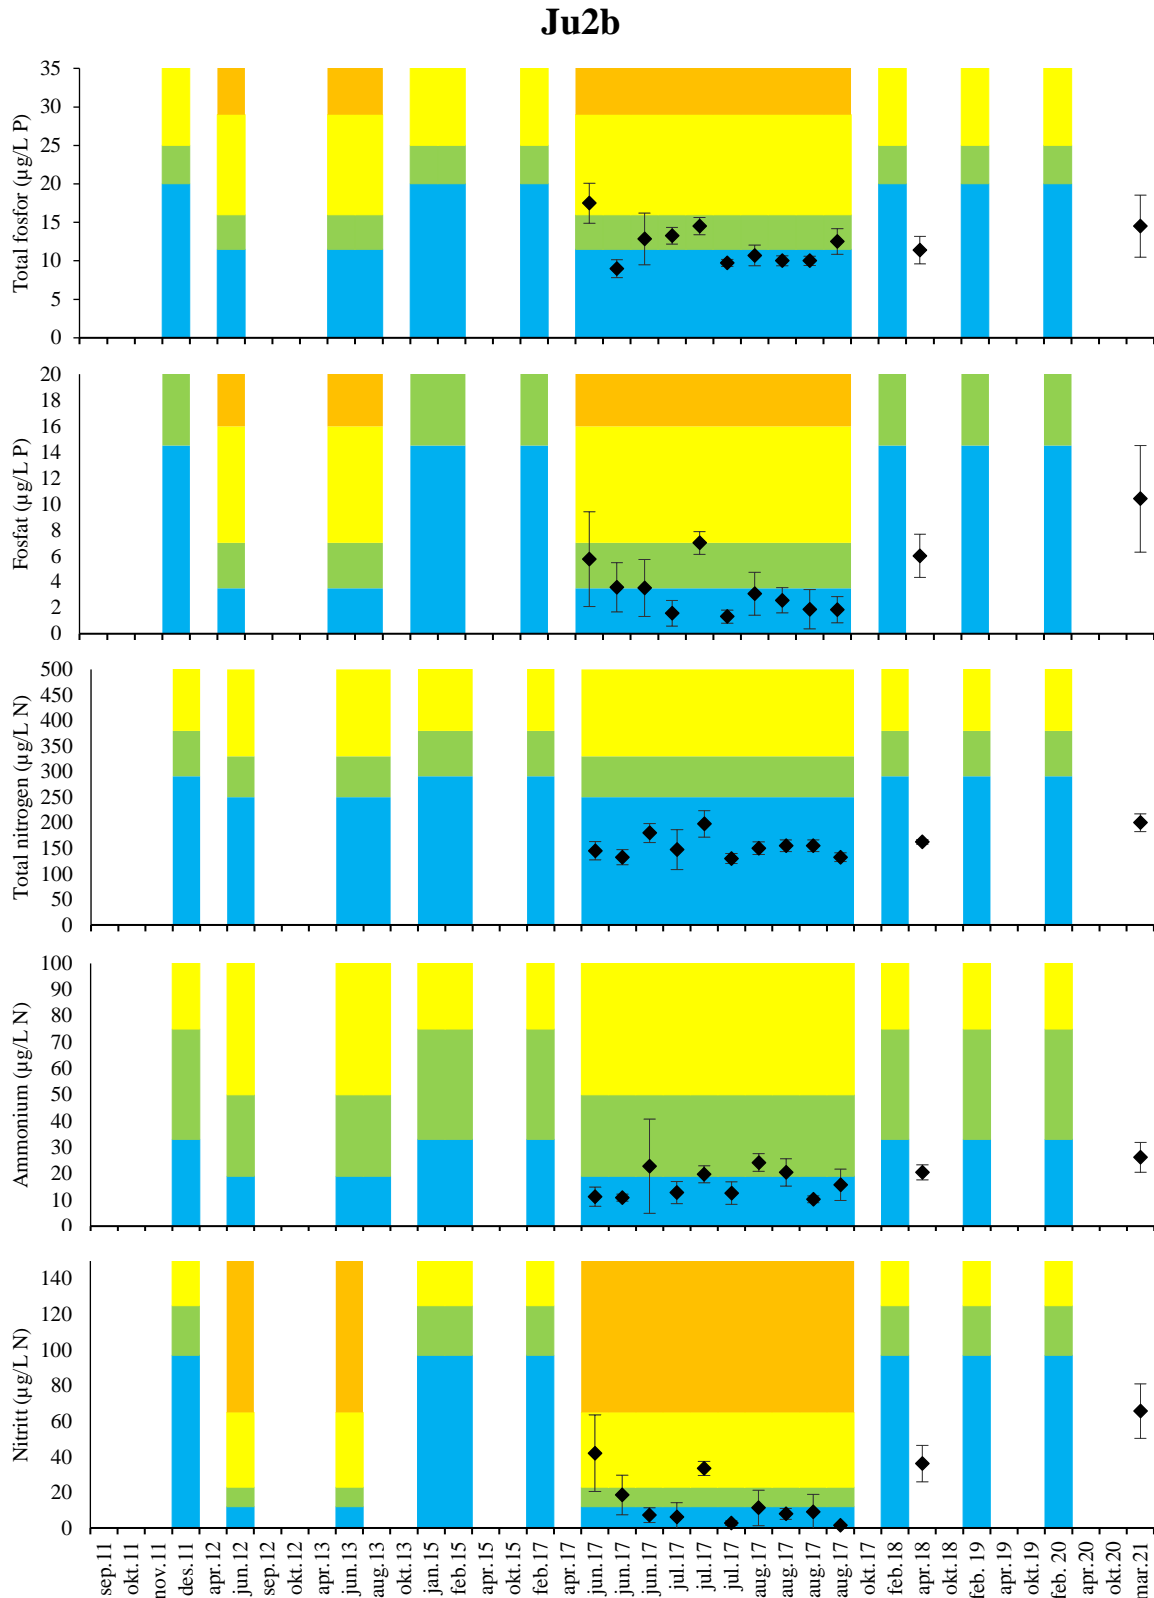 Ju2b
Total fosfor (µg/L P)
35
30
25
20
15
10
5
0
Fosfat (µg/L P)
20
18
16
14
12
10
8
6
4
2
0
Total nitrogen (µg/L N)
500
450
400
350
300
250
200
150
100
50
0
Ammonium (µg/L N)
100
90
80
70
60
50
40
30
20
10
0
Nitritt (µg/L N)
140
120
100
80
60
40
20
0
sep.11
okt.11
nov.11
des.11
apr.12
jun.12
sep.12
okt.12
apr.13
jun.13
aug.13
okt.13
jan.15
feb.15
apr.15
okt.15
feb.17
apr.17
jun.17
jun.17
jun.17
jul.17
jul.17
jul.17
aug.17
aug.17
aug.17
aug.17
okt.17
feb.18
apr.18
okt.18
feb. 19
apr.19
okt.19
feb. 20
apr.20
okt.20
mar.21